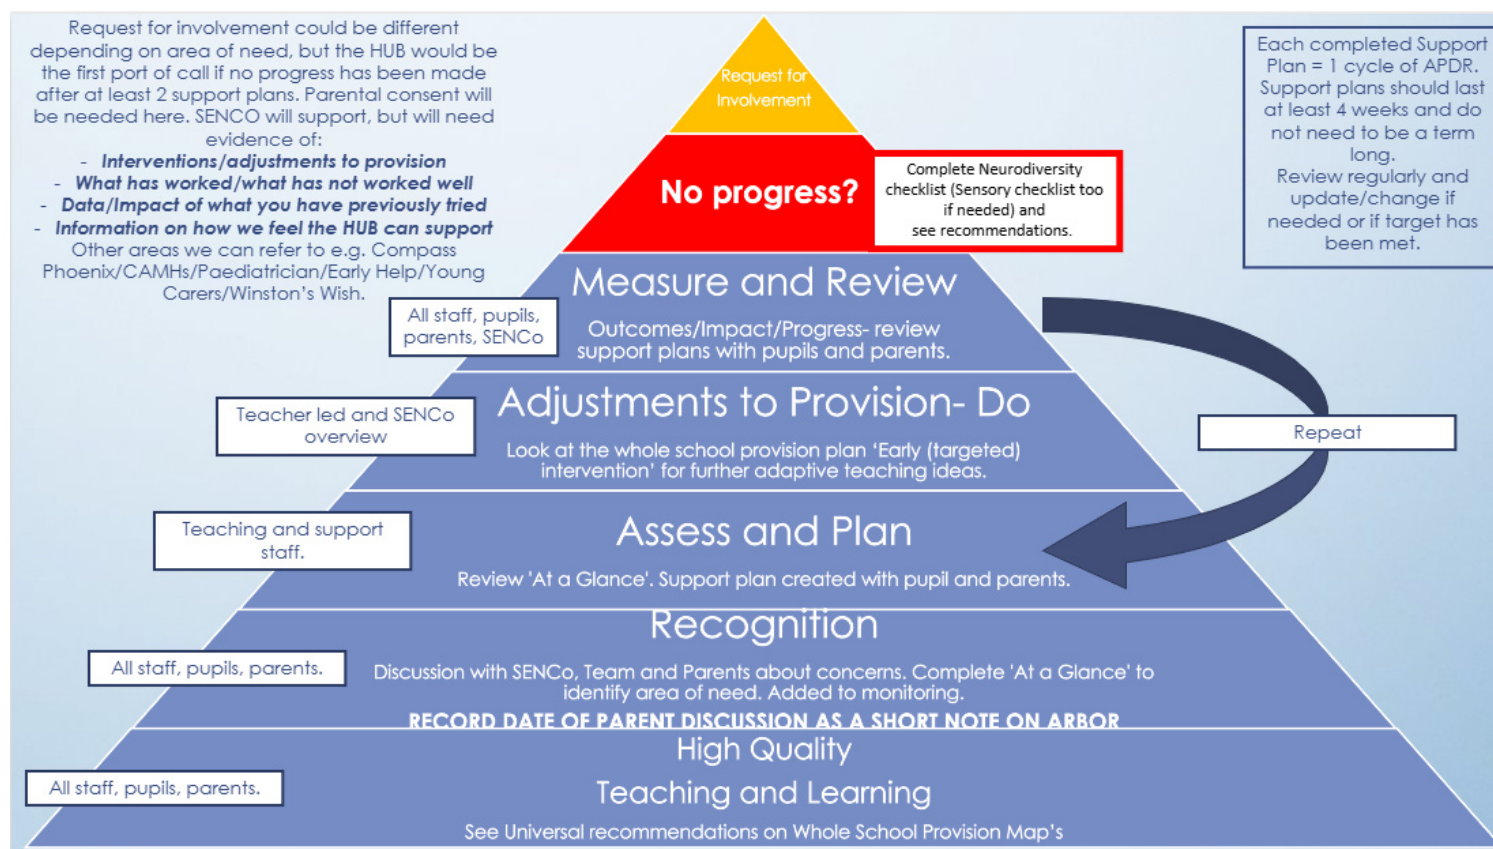 Request for involvement could be different
depending on area of need, but the HUB would be
the first port of call if no progress has been made
after at least 2 support plans. Parental consent will
be needed here. SENCO will support, but will need
evidence of:
- Interventions/adjustments to provision
- What has worked/what has not worked well
- Data/Impact of what you have previously tried
- Information on how we feel the HUB can support
Other areas we can refer to e.g. Compass
Phoenix/CAMHs/Paediatrician/Early Help/Young
Carers/Winston's Wish.
Request for
Involvement
Each completed Support
Plan = 1 cycle of APDR.
Support plans should last
at least 4 weeks and do
not need to be a term
long.
Review regularly and
update/change if
needed or if target has
been met.
No progress?
Complete Neurodiversity
checklist (Sensory checklist too
if needed) and
see recommendations.
All staff, pupils,
parents, SENCo
Measure and Review
Outcomes/Impact/Progress- review
support plans with pupils and parents.
Teacher led and SENCo
overview
Adjustments to Provision- Do
Look at the whole school provision plan 'Early (targeted)
intervention' for further adaptive teaching ideas.
Repeat
Teaching and support
staff.
Assess and Plan
Review 'At a Glance'. Support plan created with pupil and parents.
All staff, pupils, parents.
Recognition
Discussion with SENCo, Team and Parents about concerns. Complete 'At a Glance' to
identify area of need. Added to monitoring.
RECORD DATE OF PARENT DISCUSSION AS A SHORT NOTE ON ARBOR
All staff, pupils, parents.
High Quality
Teaching and Learning
See Universal recommendations on Whole School Provision Map's